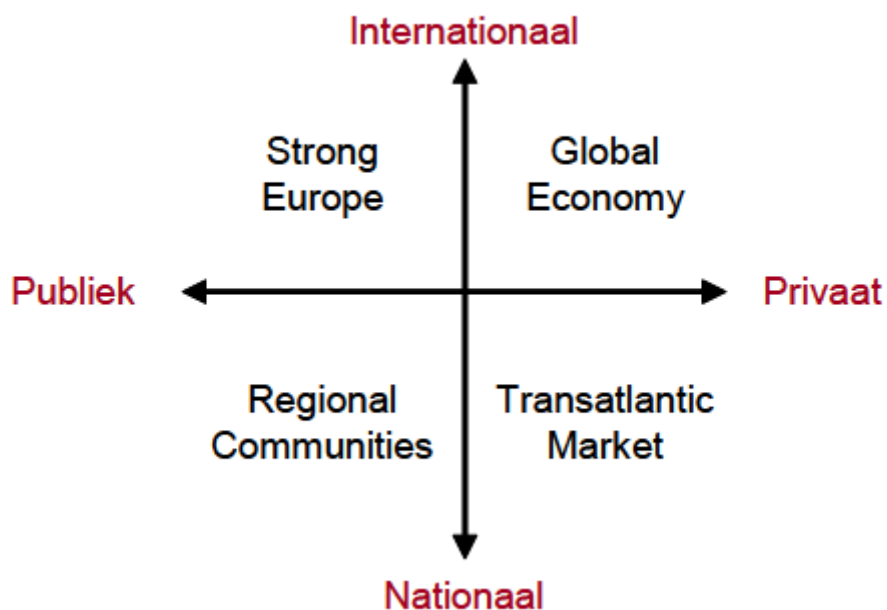 Internationaal
Strong
Europe
Global
Economy
Publiek
Privaat
Regional
Communities
Transatlantic
Market
Nationaal